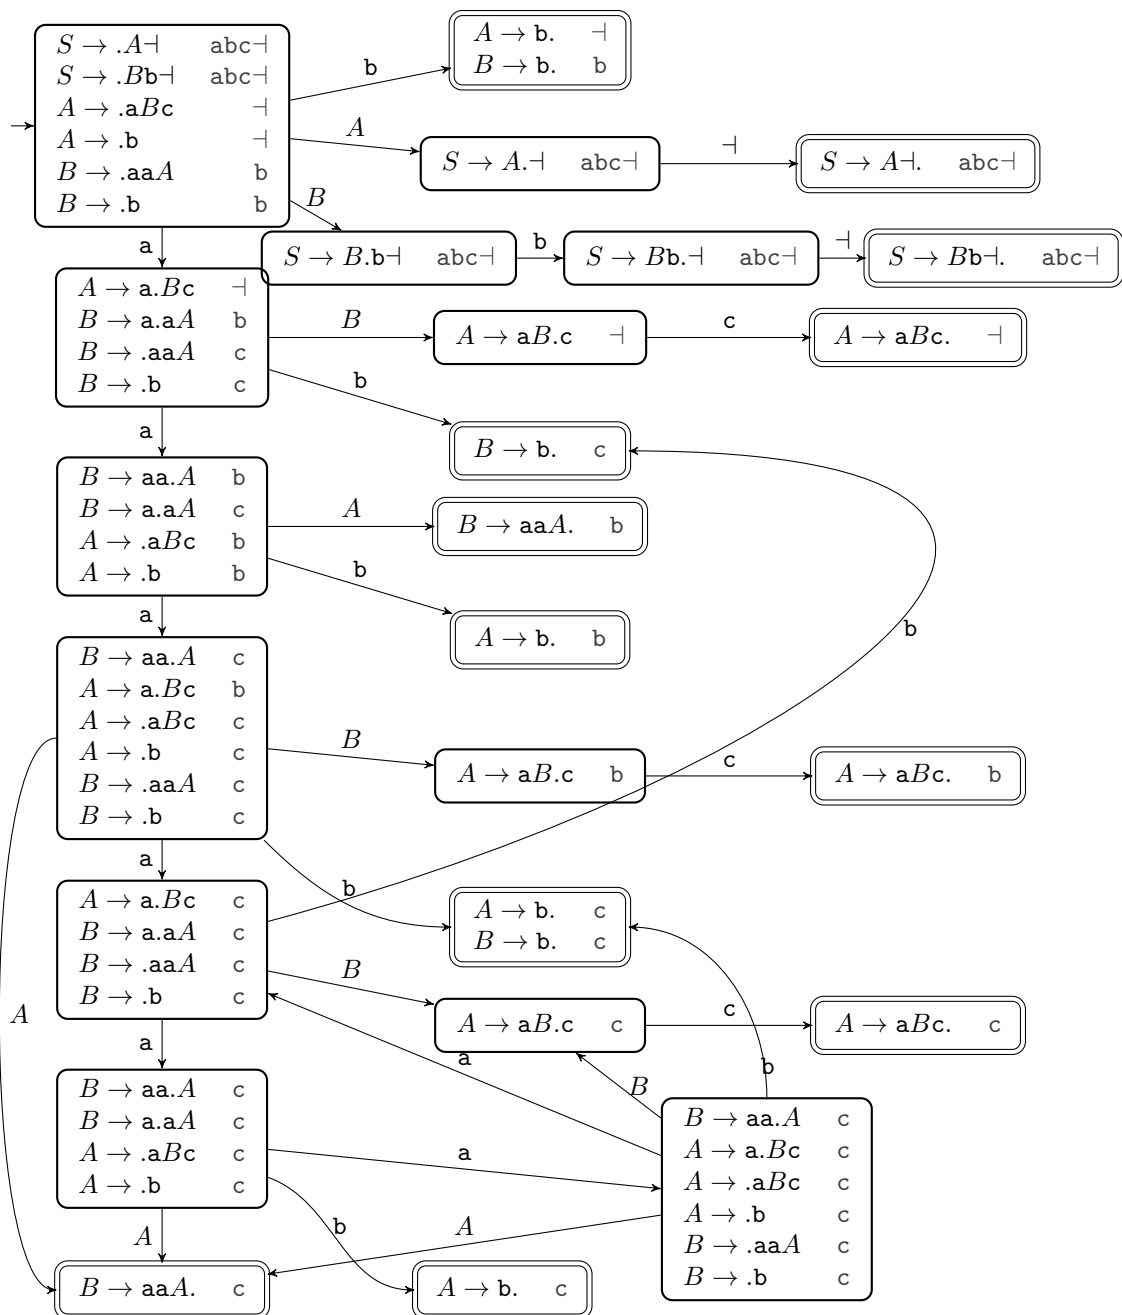 S → .A⊣ abc⊣
S → .Bb⊣ abc⊣
A → .aBc ⊣
A → .b ⊣
B → .aaA b
B → .b b
b
A → b. ⊣
B → b. b
A
S → A.⊣ abc⊣
⊣
S → A⊣. abc⊣
B
S → B.b⊣ abc⊣
b
S → Bb.⊣ abc⊣
⊣
S → Bb⊣. abc⊣
a
A → a.Bc ⊣
B → a.aA b
B → .aaA c
B → .b c
B
A → aB.c ⊣
c
A → aBc. ⊣
b
B → b. c
a
B → aa.A b
B → a.aA c
A → .aBc b
A → .b b
A
B → aaA. b
b
A → b. b
a
b
B → aa.A c
A → a.Bc b
A → .aBc c
A → .b c
B → .aaA c
B → .b c
B
A → aB.c b
c
A → aBc. b
a
b
A → b. c
B → b. c
A → a.Bc c
B → a.aA c
B → .aaA c
B → .b c
B
A → aB.c c
c
A → aBc. c
A
a
a
b
B
B → aa.A c
B → a.aA c
A → .aBc c
A → .b c
a
B → aa.A c
A → a.Bc c
A → .aBc c
A → .b c
B → .aaA c
B → .b c
A
b
A
B → aaA. c
A → b. c